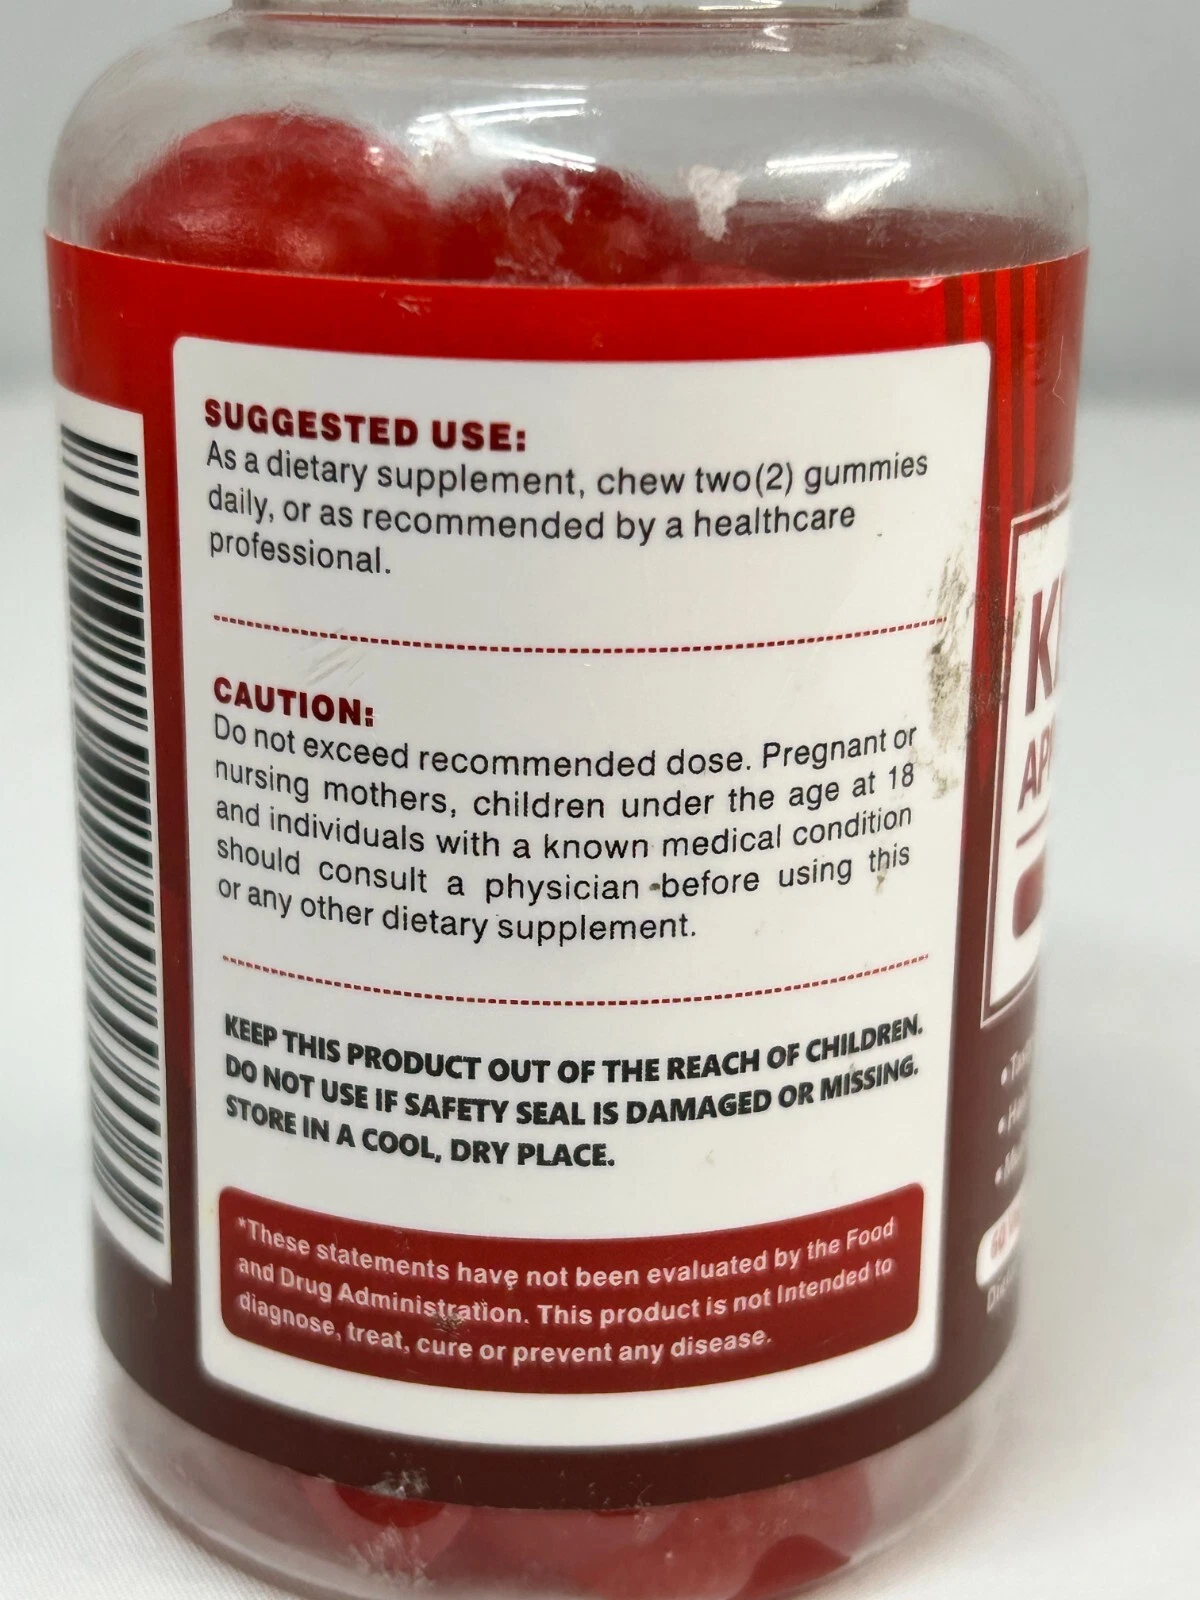 SUGGESTED USE:
As a dietary supplement, chew two(2) gummies
daily, or as recommended by a healthcare
professional.
CAUTION:
Do not exceed recommended dose. Pregnant or
nursing mothers, children under the age at 18
and individuals with a known medical condition
should consult a physician before using this
or any other dietary supplement.
KEEP THIS PRODUCT OUT OF THE REACH OF CHILDREN.
DO NOT USE IF SAFETY SEAL IS DAMAGED OR MISSING.
STORE IN A COOL, DRY PLACE.
*These statements have not been evaluated by the Food
and Drug Administration. This product is not Intended to
diagnose, treat, cure or prevent any disease.